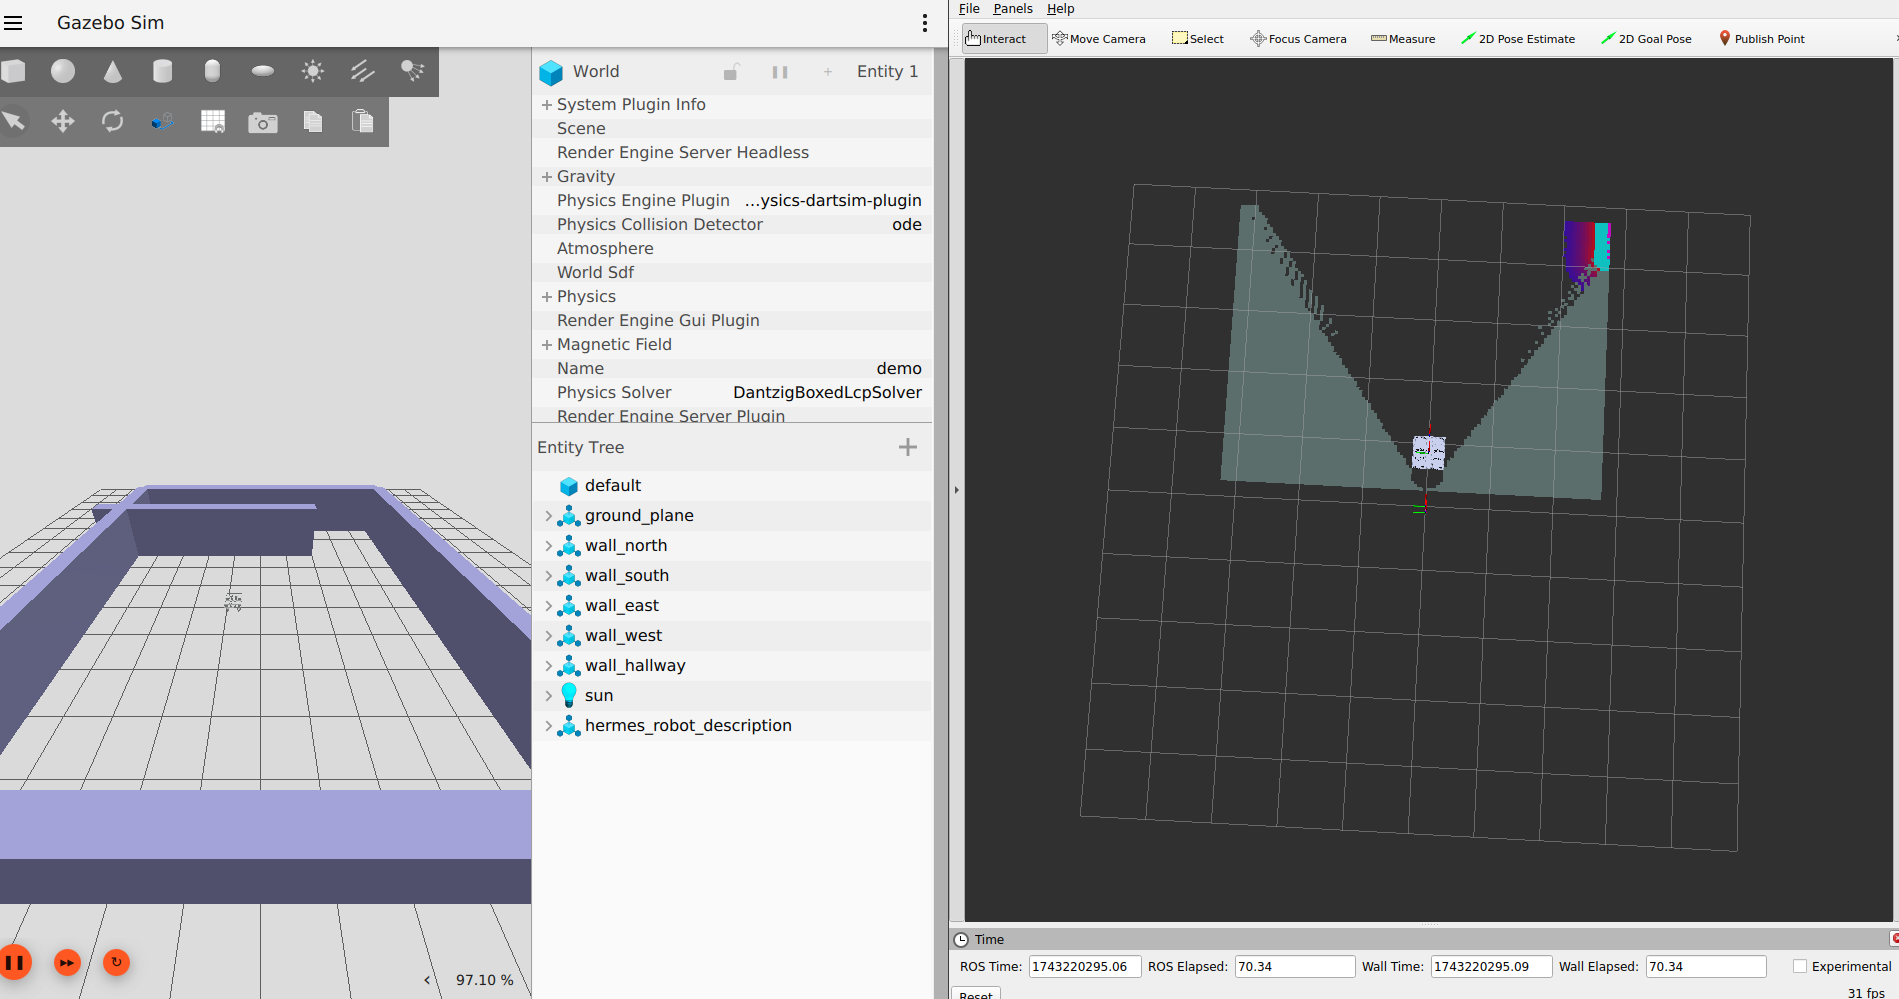 Gazebo Sim
World
Entity 1
System Plugin Info
Scene
Render Engine Server Headless
Gravity
Physics Engine Plugin ...ysics-dartsim-plugin
Physics Collision Detector ode
Atmosphere
World Sdf
Physics
Render Engine Gui Plugin
Magnetic Field
Name demo
Physics Solver DantzigBoxedLcpSolver
Render Engine Server Plugin
Entity Tree
default
ground_plane
wall_north
wall_south
wall_east
wall_west
wall_hallway
sun
hermes_robot_description
97.10 %
File Panels Help
Interact Move Camera Select Focus Camera Measure 2D Pose Estimate 2D Goal Pose Publish Point
Time
ROS Time: 1743220295.06 ROS Elapsed: 70.34 Wall Time: 1743220295.09 Wall Elapsed: 70.34 Experimental
Reset
31 fps